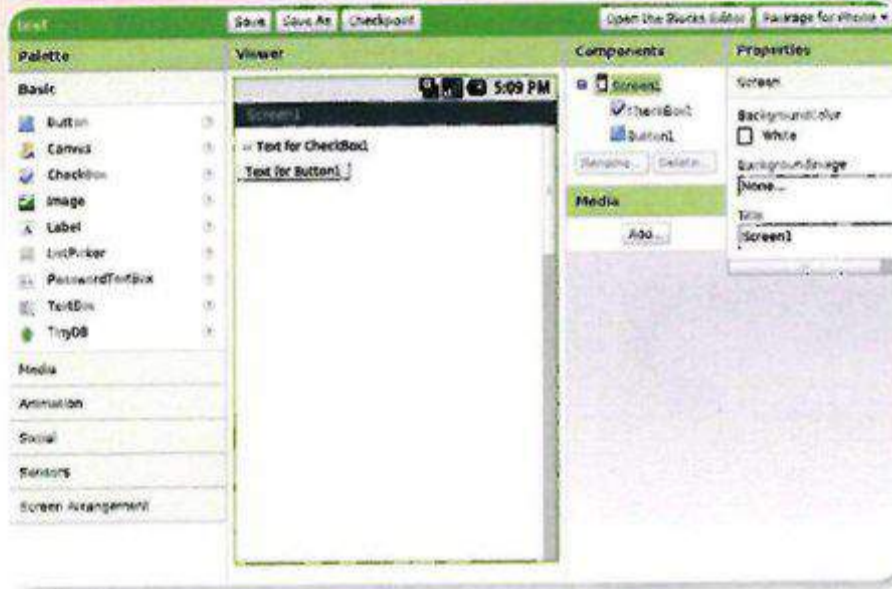 test
Save Save As Checkpoint
Open the Blocks Editor Package for Phone
Palette
Basic
Button
Canvas
CheckBox
Image
Label
ListPicker
PasswordTextBox
TextBox
TinyDB
Media
Animation
Social
Sensors
Screen Arrangement
Viewer
5:09 PM
Screen1
Text for CheckBox1
Text for Button1
Components
Screen1
CheckBox1
Button1
Rename... Delete...
Media
Add...
Properties
Screen
BackgroundColor
White
BackgroundImage
None...
Title
Screen1